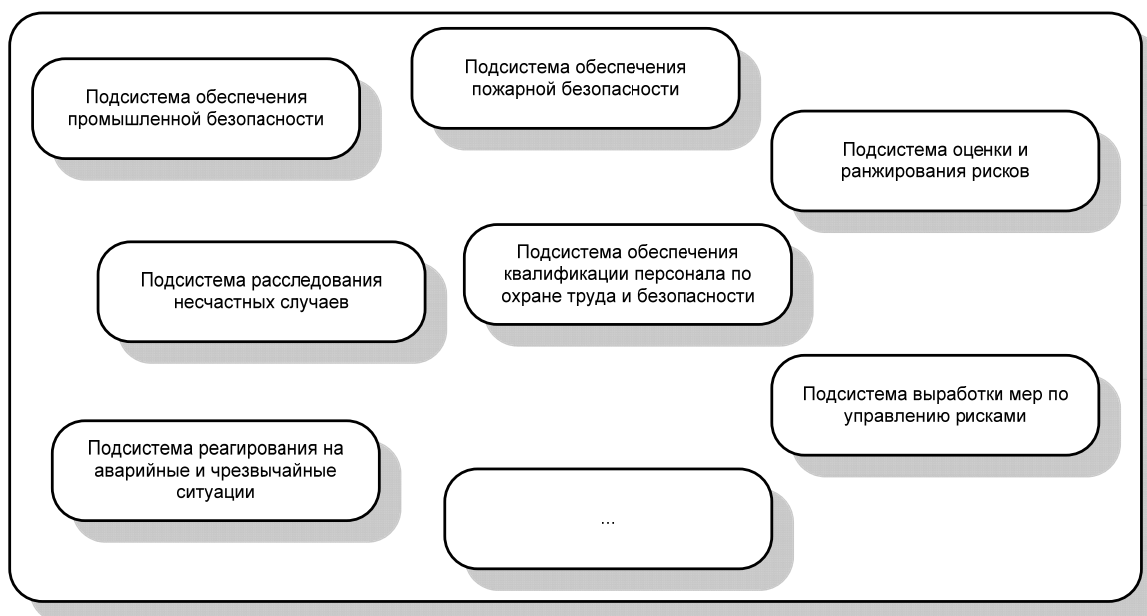 Подсистема обеспечения
промышленной безопасности
Подсистема обеспечения
пожарной безопасности
Подсистема оценки и
ранжирования рисков
Подсистема расследования
несчастных случаев
Подсистема обеспечения
квалификации персонала по
охране труда и безопасности
Подсистема выработки мер по
управлению рисками
Подсистема реагирования на
аварийные и чрезвычайные
ситуации
...